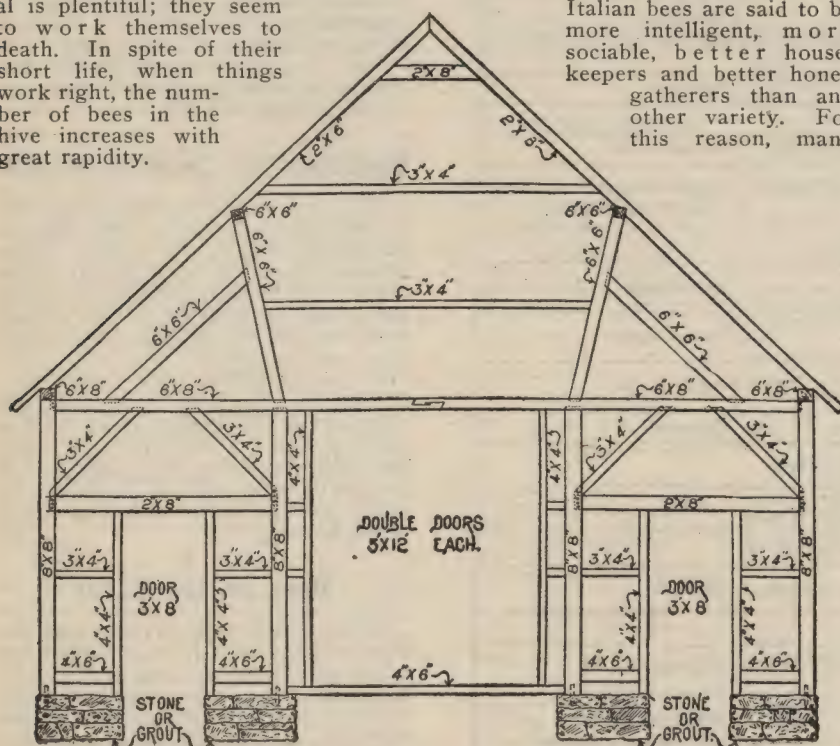 al is plentiful; they seem
to work themselves to
death. In spite of their
short life, when things
work right, the num-
ber of bees in the
hive increases with
great rapidity.
Italian bees are said to b
more intelligent, mor
sociable, better house
keepers and better hone
gatherers than an
other variety. Fo
this reason, man
2"X8"
2"X6"
2"X8"
3"X4"
6"X6"
6"X6"
6"X6"
6"X6"
3"X4"
6"X6"
6"X6"
6"X8"
6"X8"
6"X8"
6"X8"
3"X4"
3"X4"
4"X4"
4"X4"
3"X4"
3"X4"
2"X8"
2"X8"
DOUBLE DOORS
5'X12' EACH.
8"X8"
8"X8"
8"X8"
8"X8"
3"X4"
3"X4"
3"X4"
3"X4"
DOOR
3'X8'
DOOR
3'X8'
4"X4"
4"X4"
4"X4"
4"X4"
4"X6"
4"X6"
4"X6"
4"X6"
4"X6"
STONE
OR
GROUT.
STONE
OR
GROUT.